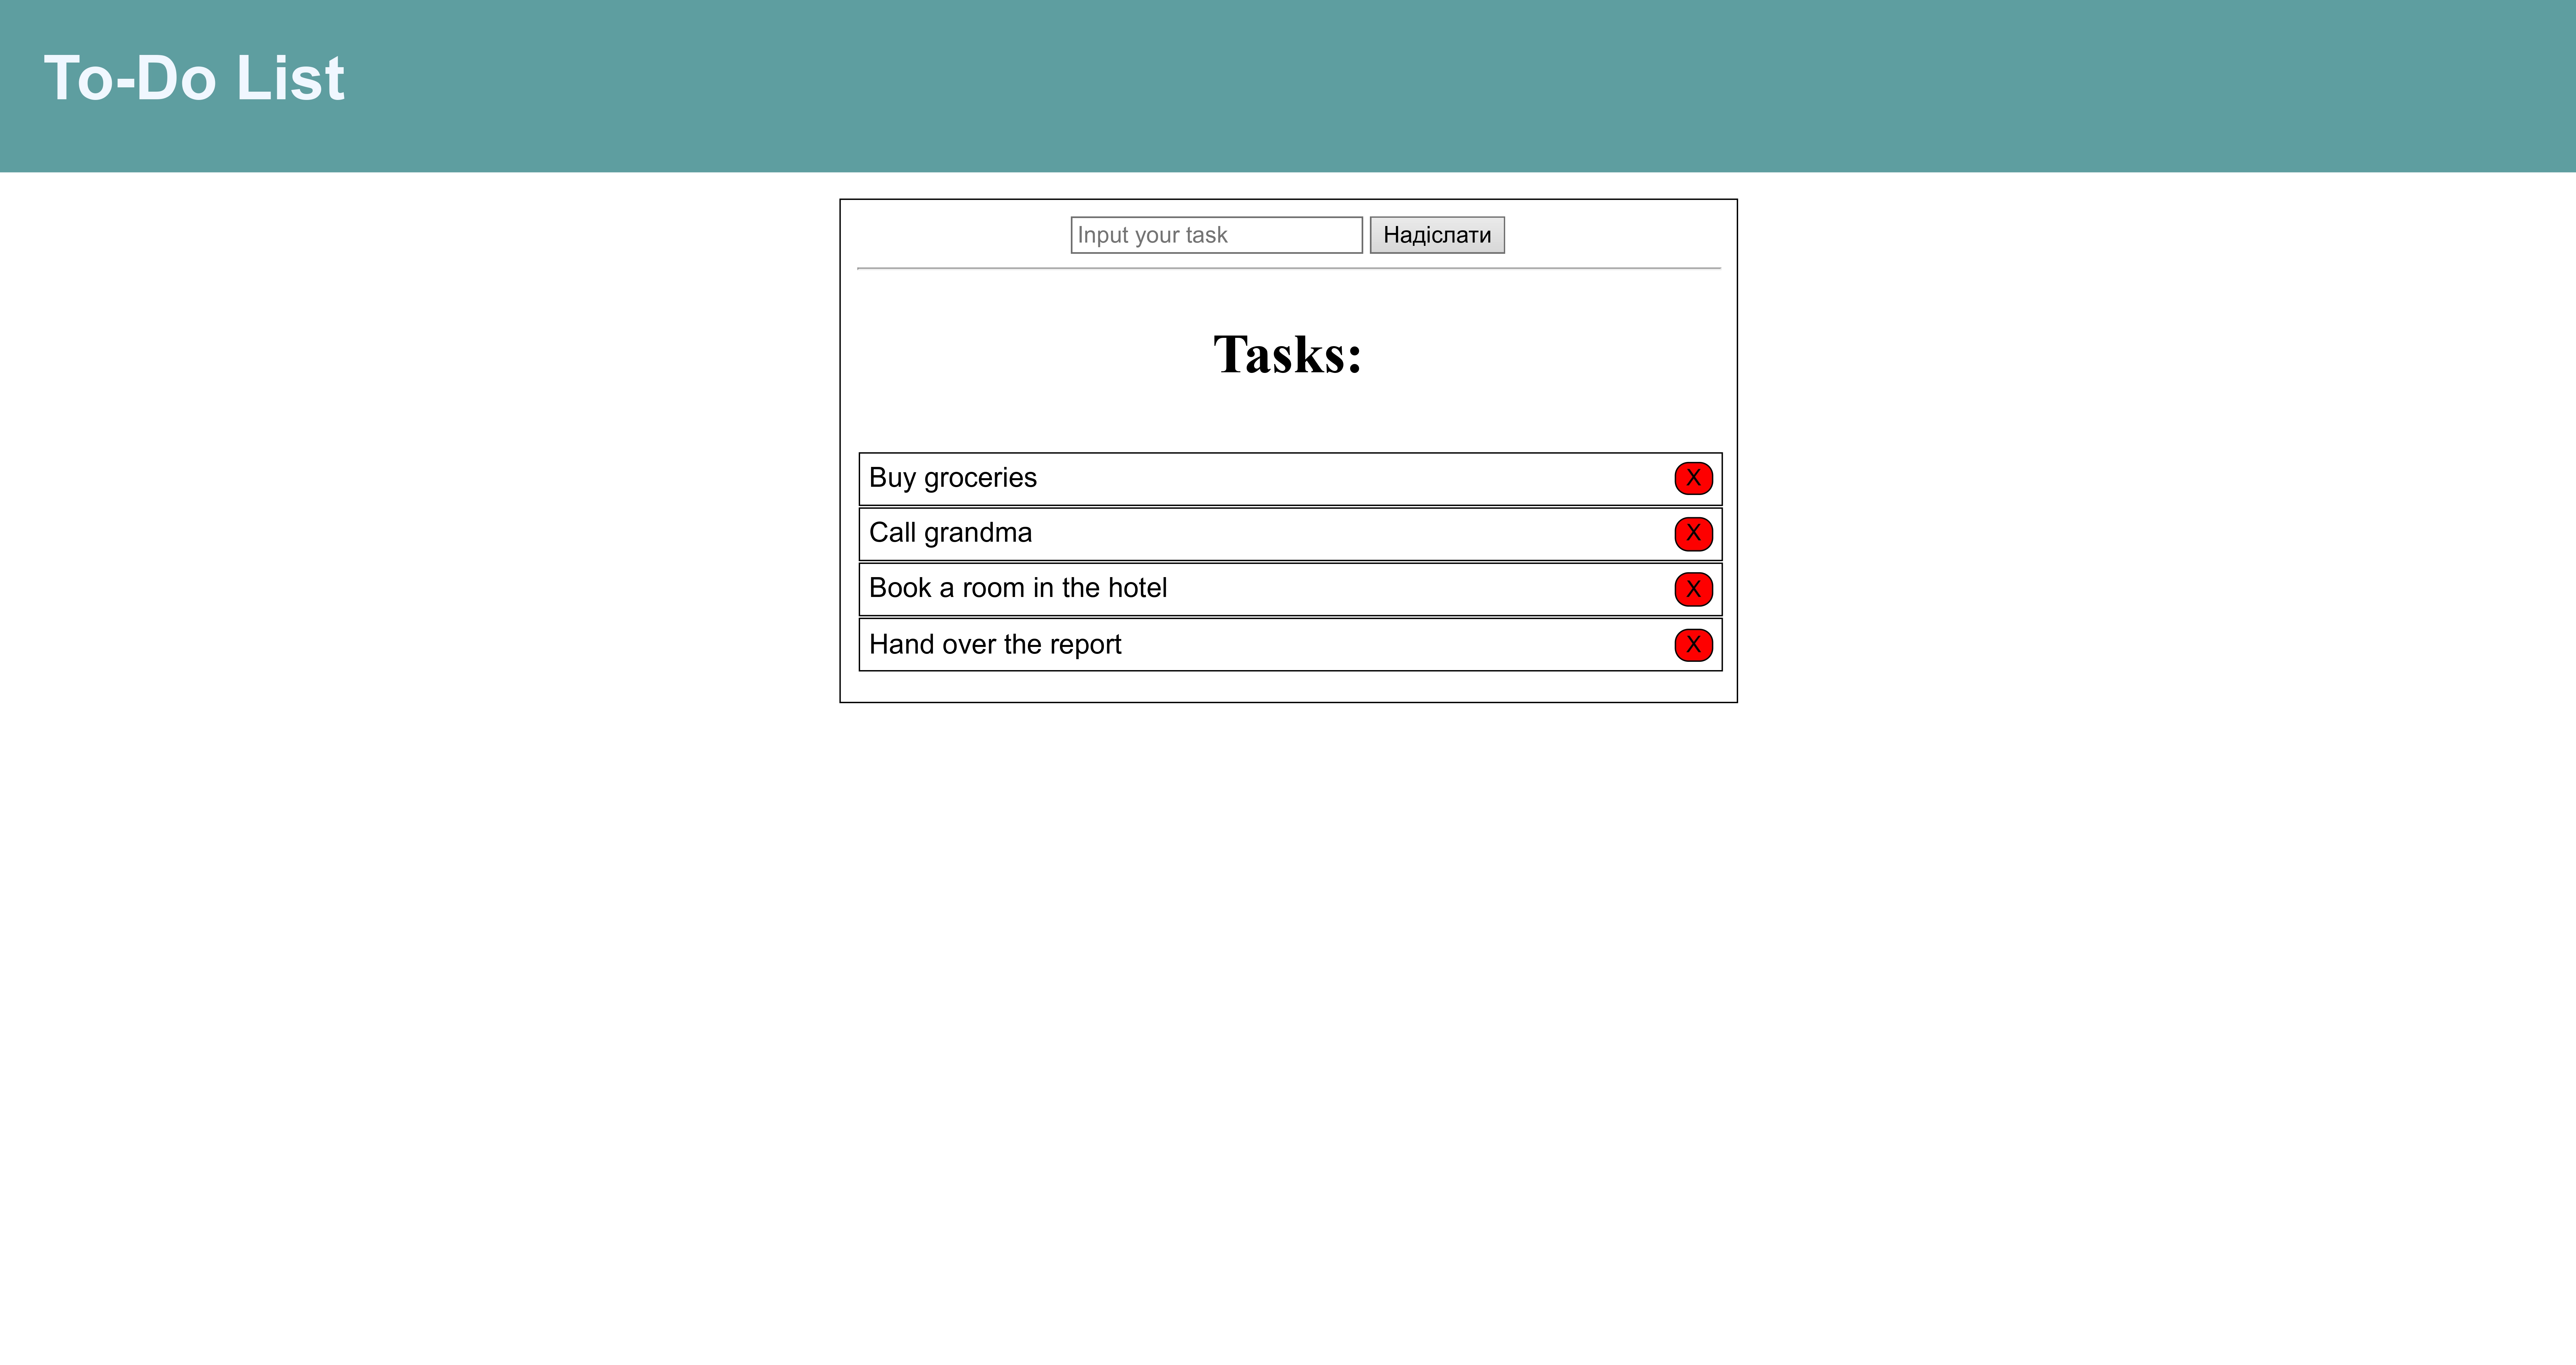 To-Do List
Input your task Надіслати
Tasks:
Buy groceries X
Call grandma X
Book a room in the hotel X
Hand over the report X